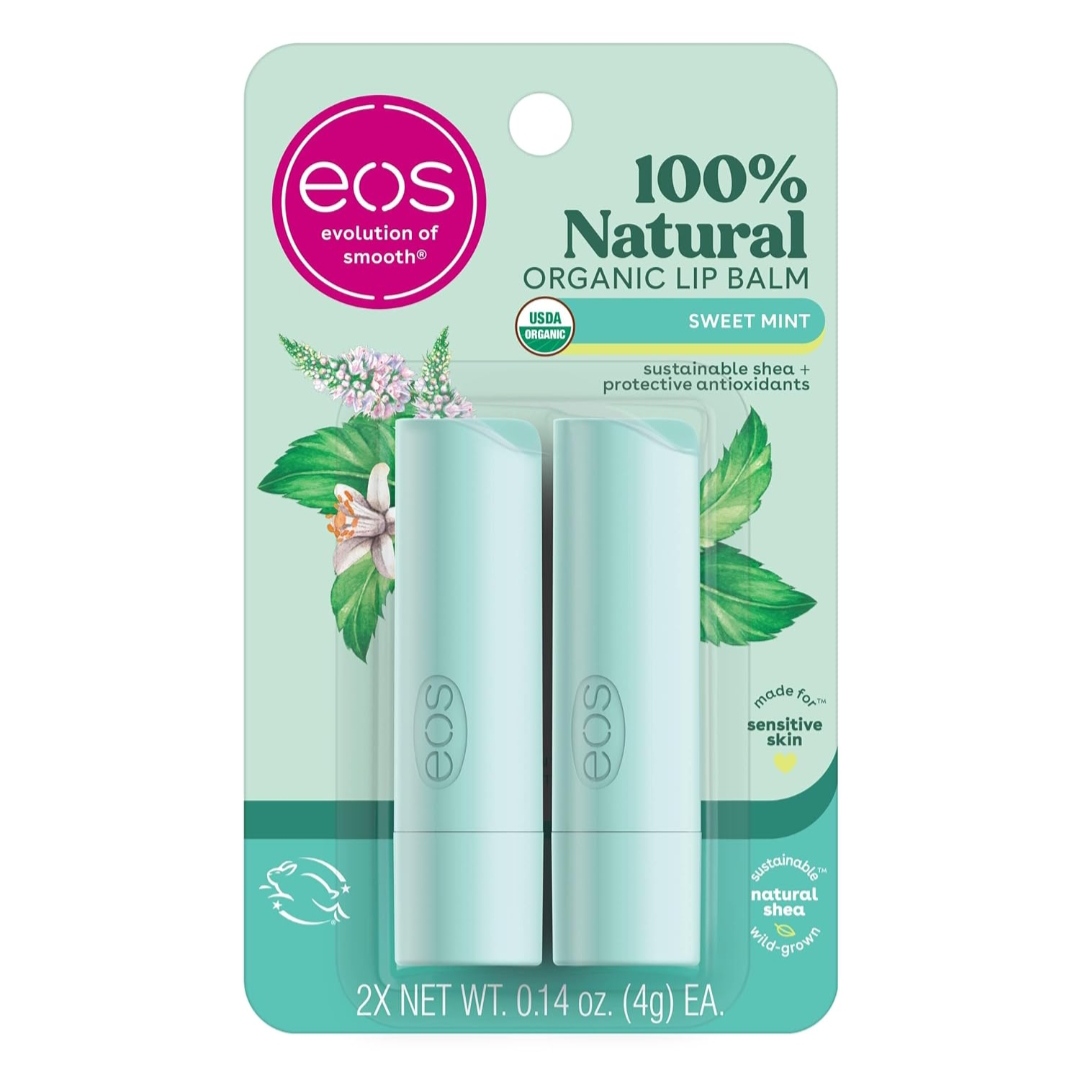 eos
evolution of
smooth®
100%
Natural
ORGANIC LIP BALM
USDA
ORGANIC
SWEET MINT
sustainable shea +
protective antioxidants
eos
eos
made for™
sensitive
skin
sustainable™
natural
shea
wild-grown
2X NET WT. 0.14 oz. (4g) EA.